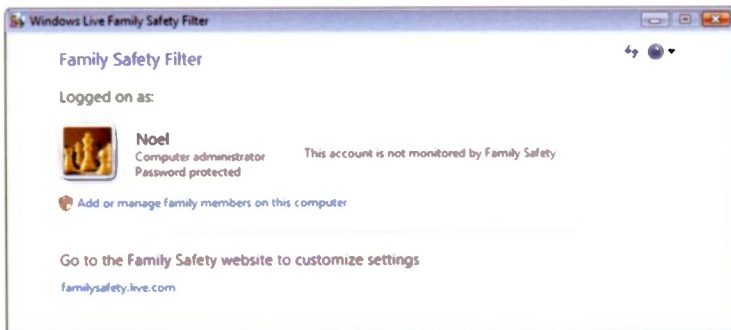 Windows Live Family Safety Filter
Family Safety Filter
Logged on as:
Noel
Computer administrator
This account is not monitored by Family Safety
Password protected
Add or manage family members on this computer
Go to the Family Safety website to customize settings
familysafety.live.com